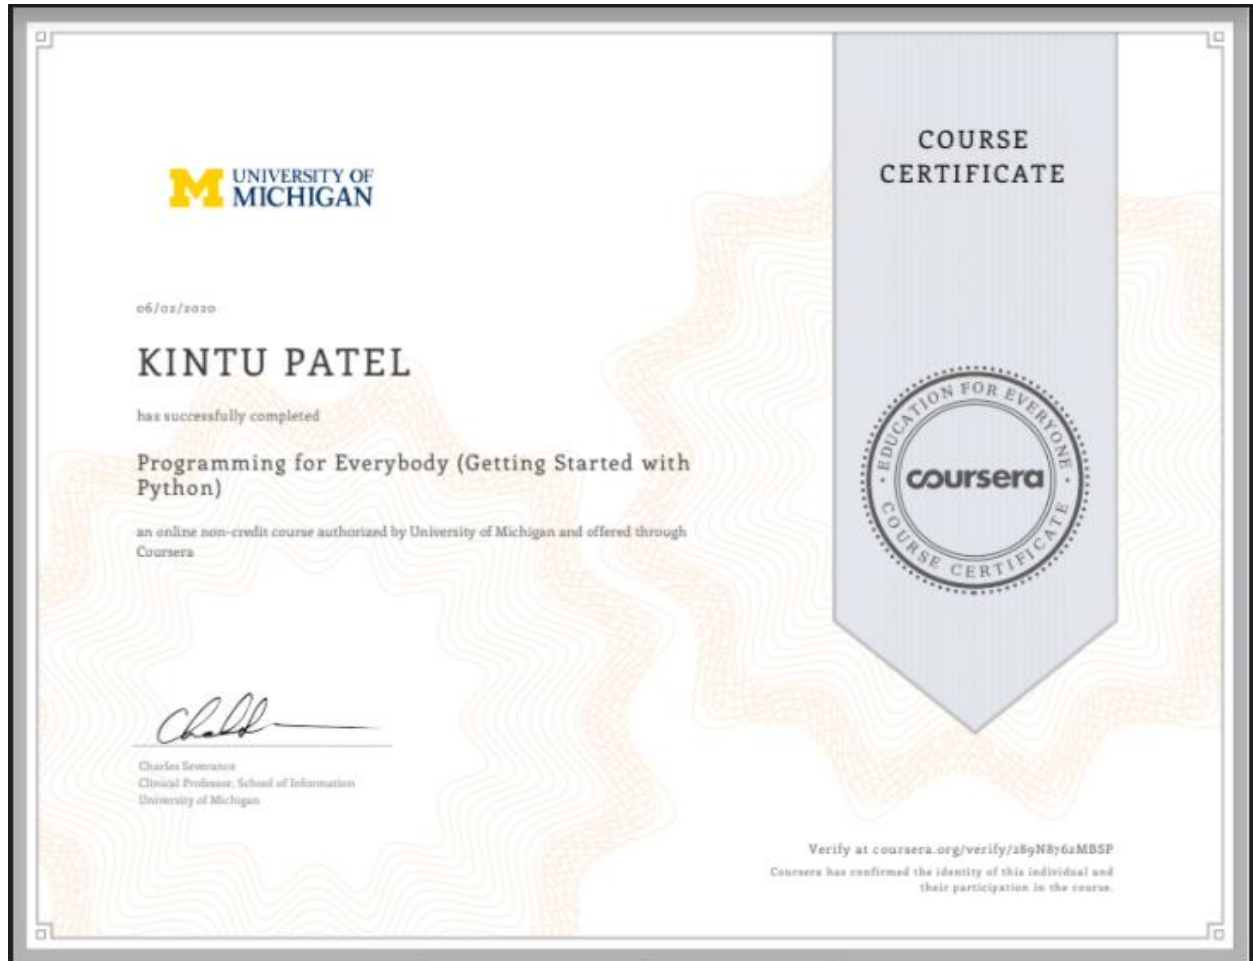 UNIVERSITY OF
MICHIGAN
COURSE
CERTIFICATE
06/02/2020
KINTU PATEL
has successfully completed
Programming for Everybody (Getting Started with
Python)
an online non-credit course authorized by University of Michigan and offered through
Coursera
EDUCATION FOR EVERYONE
coursera
COURSE CERTIFICATE
Charles Severance
Clinical Professor, School of Information
University of Michigan
Verify at coursera.org/verify/289N8762MBSP
Coursera has confirmed the identity of this individual and
their participation in the course.